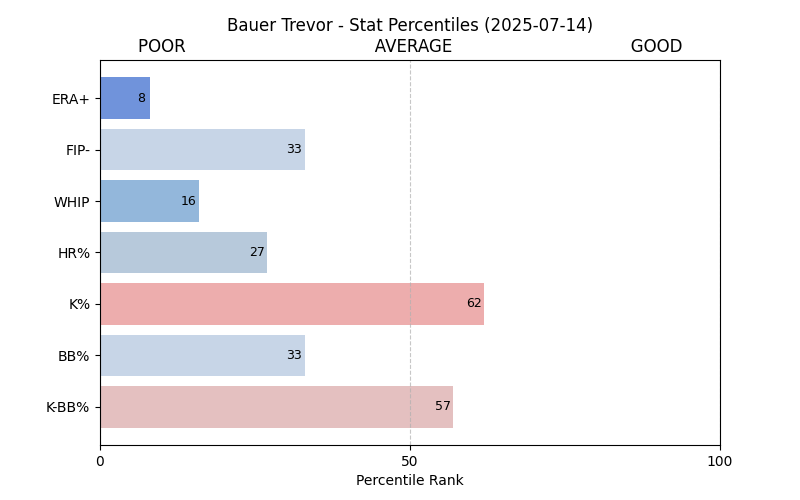 Bauer Trevor - Stat Percentiles (2025-07-14)
POOR AVERAGE GOOD
ERA+ 8
FIP- 33
WHIP 16
HR% 27
K% 62
BB% 33
K-BB% 57
0 50 100
Percentile Rank